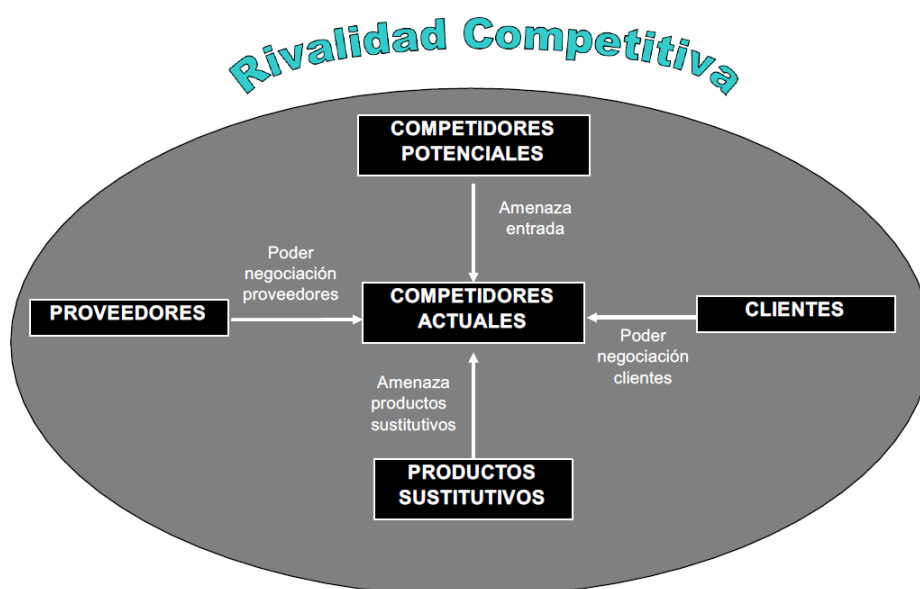 Rivalidad Competitiva
COMPETIDORES
POTENCIALES
Amenaza
entrada
Poder
negociación
proveedores
PROVEEDORES
COMPETIDORES
ACTUALES
CLIENTES
Poder
negociación
clientes
Amenaza
productos
sustitutivos
PRODUCTOS
SUSTITUTIVOS